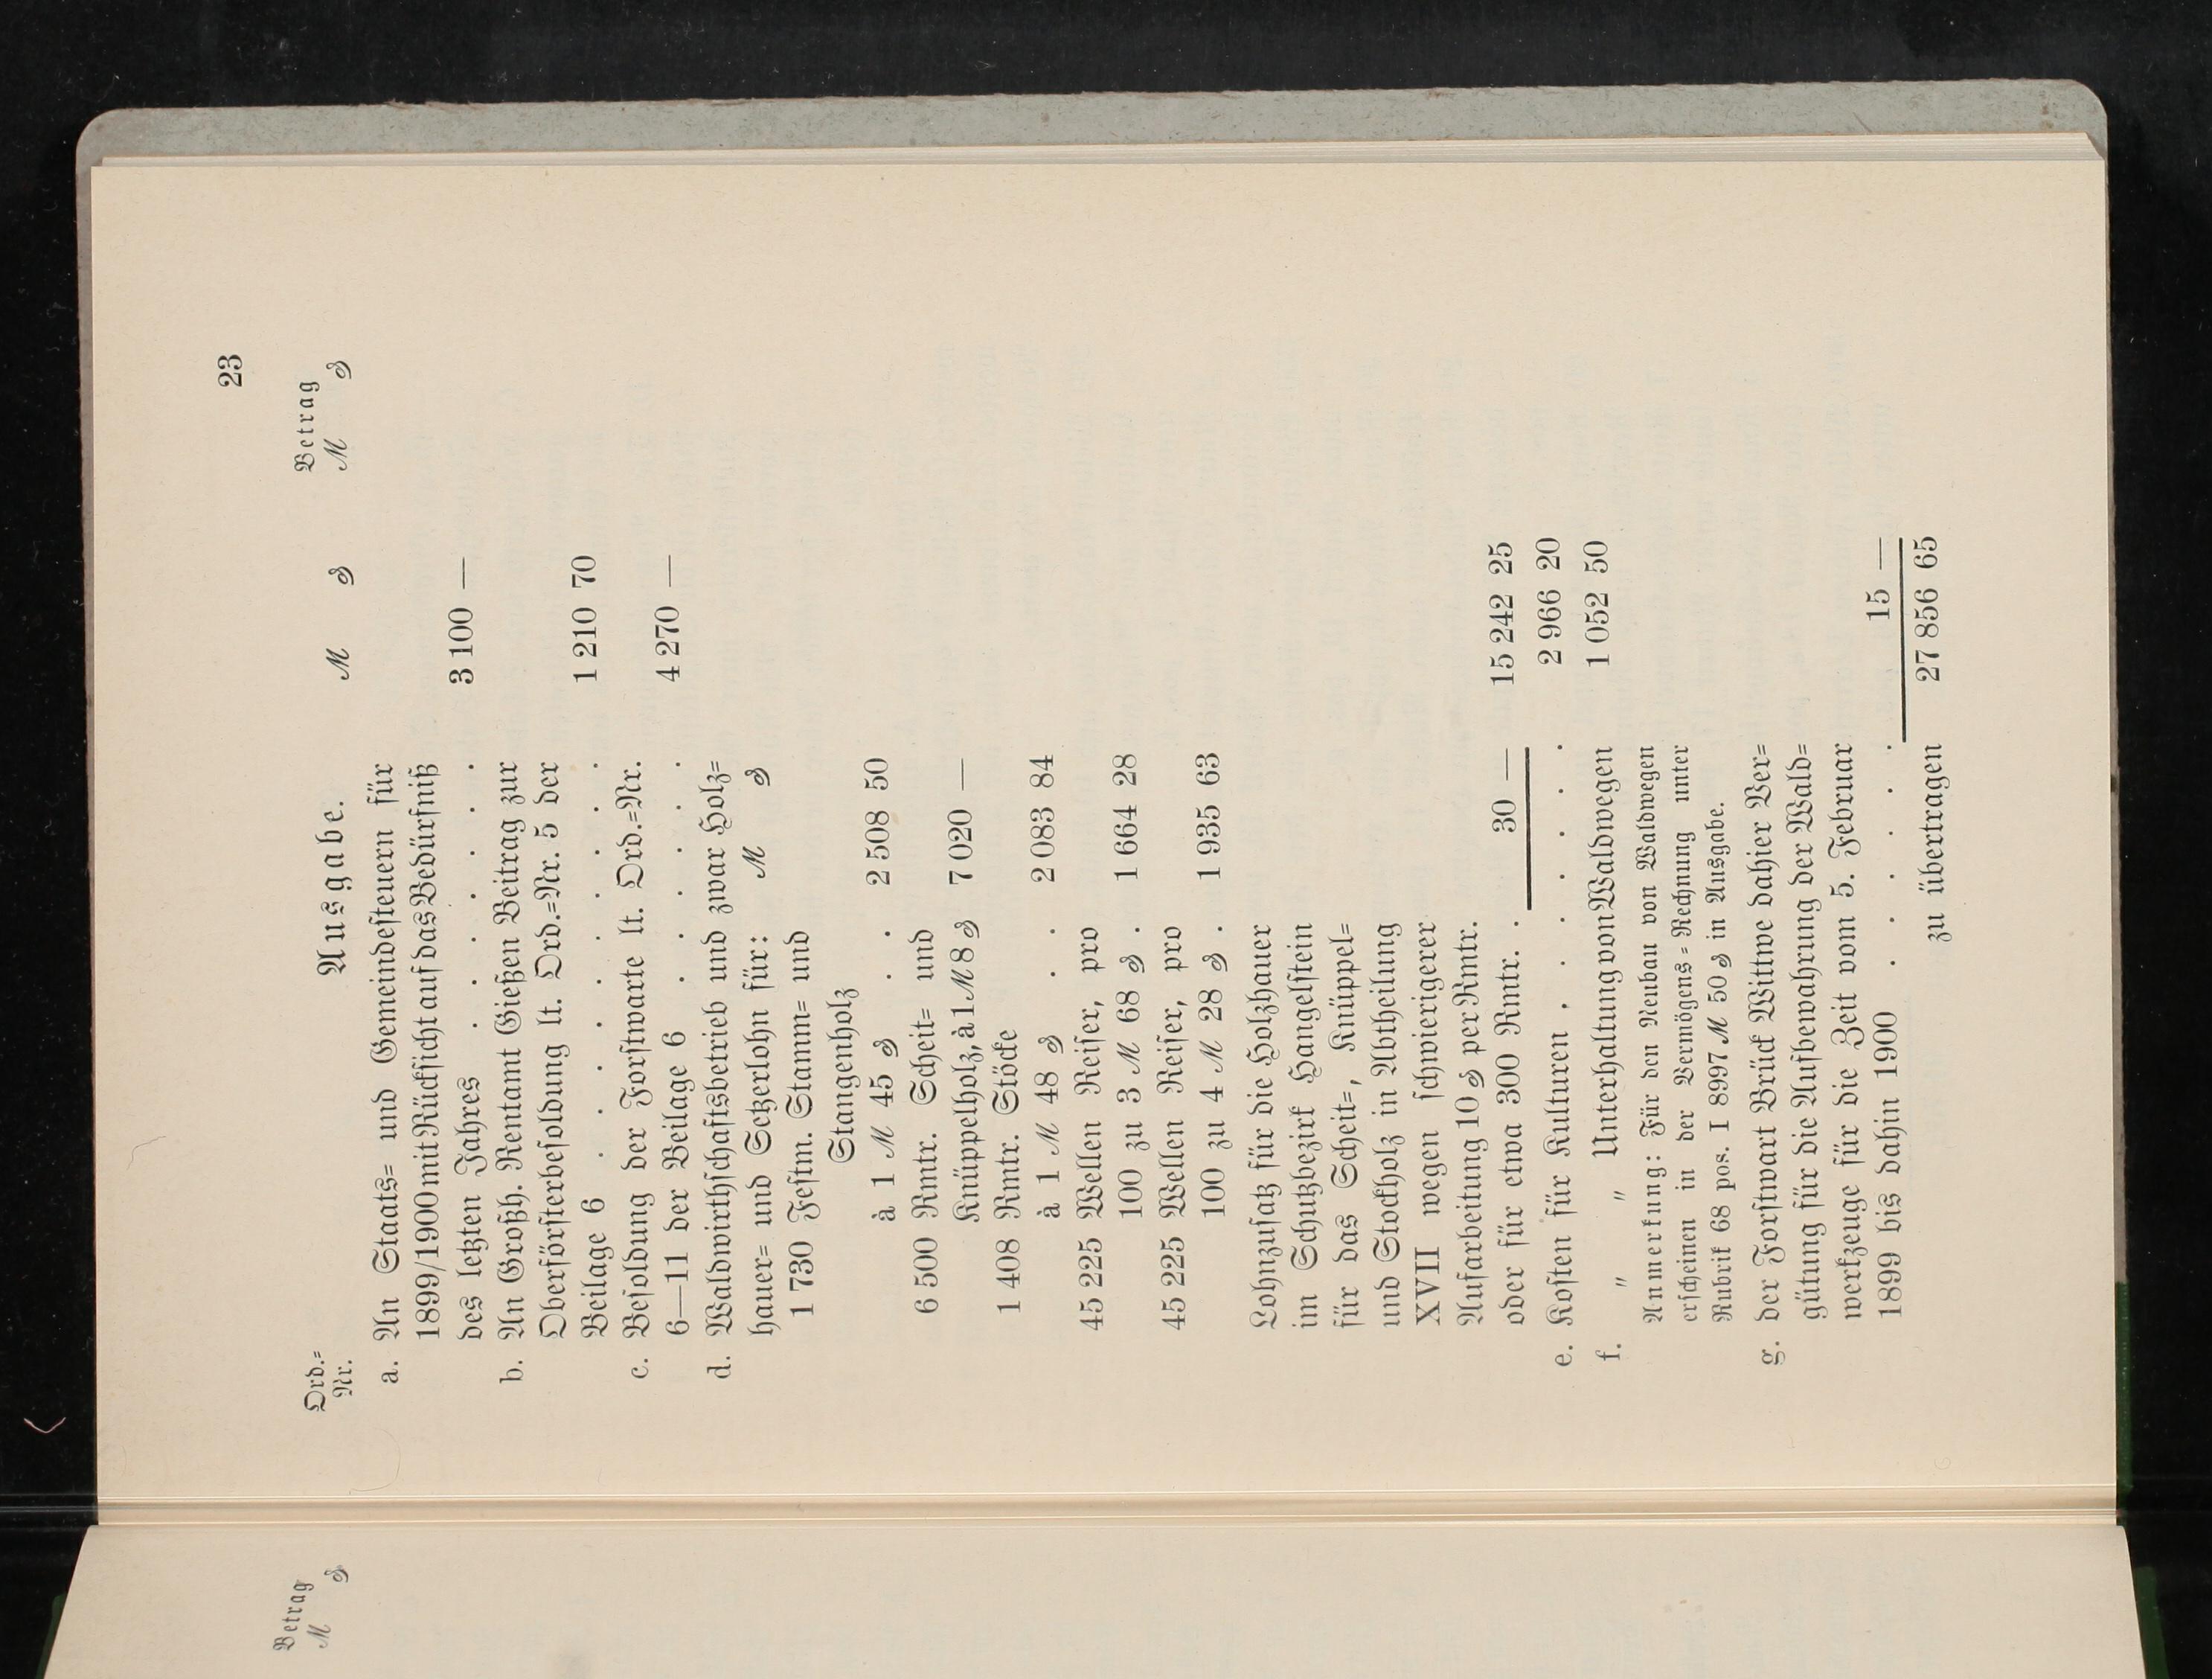 23
Ord.=
Nr.
Ausgabe.
ℳ ₰
Betrag
ℳ ₰
a. An Staats= und Gemeindesteuern für
1899/1900 mit Rücksicht auf das Bedürfniß
des letzten Jahres . . . . . 3 100 —
b. An Großh. Rentamt Gießen Beitrag zur
Oberförsterbesoldung lt. Ord.=Nr. 5 der
Beilage 6 . . . . . . 1 210 70
c. Besoldung der Forstwarte lt. Ord.=Nr.
6—11 der Beilage 6 . . . . 4 270 —
d. Waldwirthschaftsbetrieb und zwar Holz=
hauer= und Setzerlohn für: ℳ ₰
1 730 Festm. Stamm= und
Stangenholz
à 1 ℳ 45 ₰ . . 2 508 50
6 500 Rmtr. Scheit= und
Knüppelholz, à 1 ℳ 8 ₰ 7 020 —
1 408 Rmtr. Stöcke
à 1 ℳ 48 ₰ . . 2 083 84
45 225 Wellen Reiser, pro
100 zu 3 ℳ 68 ₰ . 1 664 28
45 225 Wellen Reiser, pro
100 zu 4 ℳ 28 ₰ . 1 935 63
Lohnzusatz für die Holzhauer
im Schutzbezirk Hangelstein
für das Scheit=, Knüppel=
und Stockholz in Abtheilung
XVII wegen schwierigerer
Aufarbeitung 10 ₰ per Rmtr.
oder für etwa 300 Rmtr. . 30 — 15 242 25
e. Kosten für Kulturen . . . . . 2 966 20
f. " " Unterhaltung von Waldwegen 1 052 50
Anmerkung: Für den Neubau von Waldwegen
erscheinen in der Vermögens=Rechnung unter
Rubrik 68 pos. I 8997 ℳ 50 ₰ in Ausgabe.
g. der Forstwart Brück Wittwe dahier Ver=
gütung für die Aufbewahrung der Wald=
werkzeuge für die Zeit vom 5. Februar
1899 bis dahin 1900 . . . . . 15 —
zu übertragen 27 856 65
Betrag
ℳ ₰